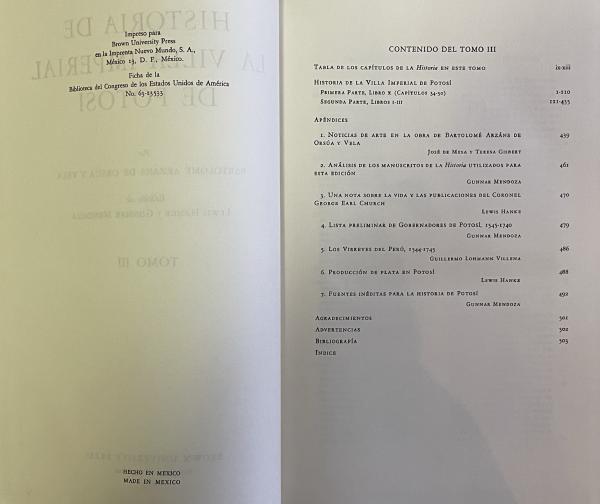 Impreso para
Brown University Press
en la Imprenta Nuevo Mundo, S. A.,
México 13, D. F., México.
Ficha de la
Biblioteca del Congreso de los Estados Unidos de América
No. 63-13533
HECHO EN MEXICO
MADE IN MEXICO
CONTENIDO DEL TOMO III
TABLA DE LOS CAPÍTULOS DE LA Historia EN ESTE TOMO ix-xiii
HISTORIA DE LA VILLA IMPERIAL DE POTOSÍ
PRIMERA PARTE, LIBRO X (CAPÍTULOS 34-50) 1-110
SEGUNDA PARTE, LIBROS I-III 111-435
APÉNDICES
1. NOTICIAS DE ARTE EN LA OBRA DE BARTOLOMÉ ARZÁNS DE
ORSÚA Y VELA 439
JOSÉ DE MESA Y TERESA GISBERT
2. ANÁLISIS DE LOS MANUSCRITOS DE LA Historia UTILIZADOS PARA
ESTA EDICIÓN 461
GUNNAR MENDOZA
3. UNA NOTA SOBRE LA VIDA Y LAS PUBLICACIONES DEL CORONEL
GEORGE EARL CHURCH 470
LEWIS HANKE
4. LISTA PRELIMINAR DE GOBERNADORES DE POTOSÍ, 1545-1740 479
GUNNAR MENDOZA
5. LOS VIRREYES DEL PERÚ, 1544-1745 486
GUILLERMO LOHMANN VILLENA
6. PRODUCCIÓN DE PLATA EN POTOSÍ 488
LEWIS HANKE
7. FUENTES INÉDITAS PARA LA HISTORIA DE POTOSÍ 492
GUNNAR MENDOZA
AGRADECIMIENTOS 501
ADVERTENCIAS 502
BIBLIOGRAFÍA 503
ÍNDICE